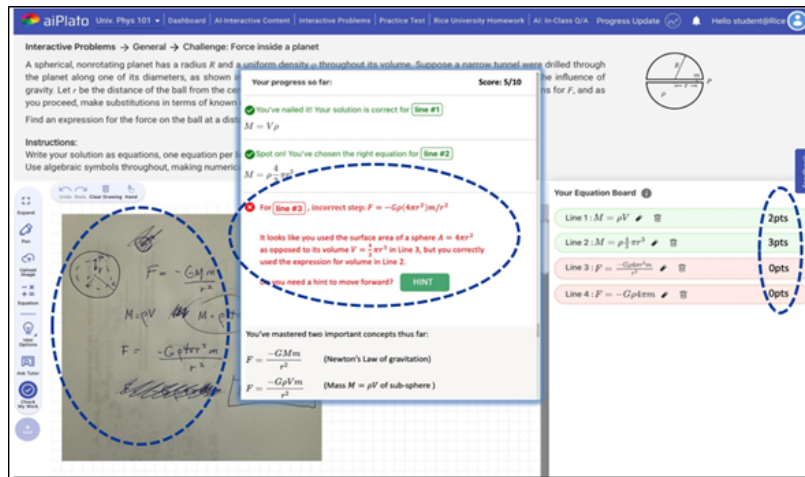 aiPlato Univ. Phys 101 Dashboard AI-Interactive Content Interactive Problems Practice Test Rice University Homework AI: In-Class Q/A Progress Update Hello student@Rice
Interactive Problems → General → Challenge: Force inside a planet
A spherical, nonrotating planet has a radius R and a uniform density ρ throughout its volume. Suppose a narrow tunnel were drilled through
the planet along one of its diameters, as shown in the influence of
gravity. Let r be the distance of the ball from the cen ns for F, and as
you proceed, make substitutions in terms of known
Find an expression for the force on the ball at a dist
Instructions:
Write your solution as equations, one equation per li
Use algebraic symbols throughout, making numeric
R
m
r
P
ρ
Your progress so far: Score: 5/10
You've nailed it! Your solution is correct for line #1
M = Vρ
Spot on! You've chosen the right equation for line #2
M = ρ 4/3 πr³
For line #3 , incorrect step: F = −Gρ(4πr²)m/r²
It looks like you used the surface area of a sphere A = 4πr²
as opposed to its volume V = 4/3 πr³ in Line 3, but you correctly
used the expression for volume in Line 2.
Do you need a hint to move forward? HINT
You've mastered two important concepts thus far:
F = −GMm/r² (Newton's Law of gravitation)
F = −GρVm/r² (Mass M = ρV of sub-sphere )
Undo Redo Clear Drawing Hand
Expand
Pen
Upload Image
Equation
Hint Options
Ask Tutor
Check My Work
F = -GMm/r²
M=ρV M = ρ
F = -Gρ4πr²m/r²
Your Equation Board
Line 1 : M = ρV 2pts
Line 2 : M = ρ 4/3 πr³ 3pts
Line 3 : F = −Gρ4πr²m/r² 0pts
Line 4 : F = −Gρ4πm 0pts